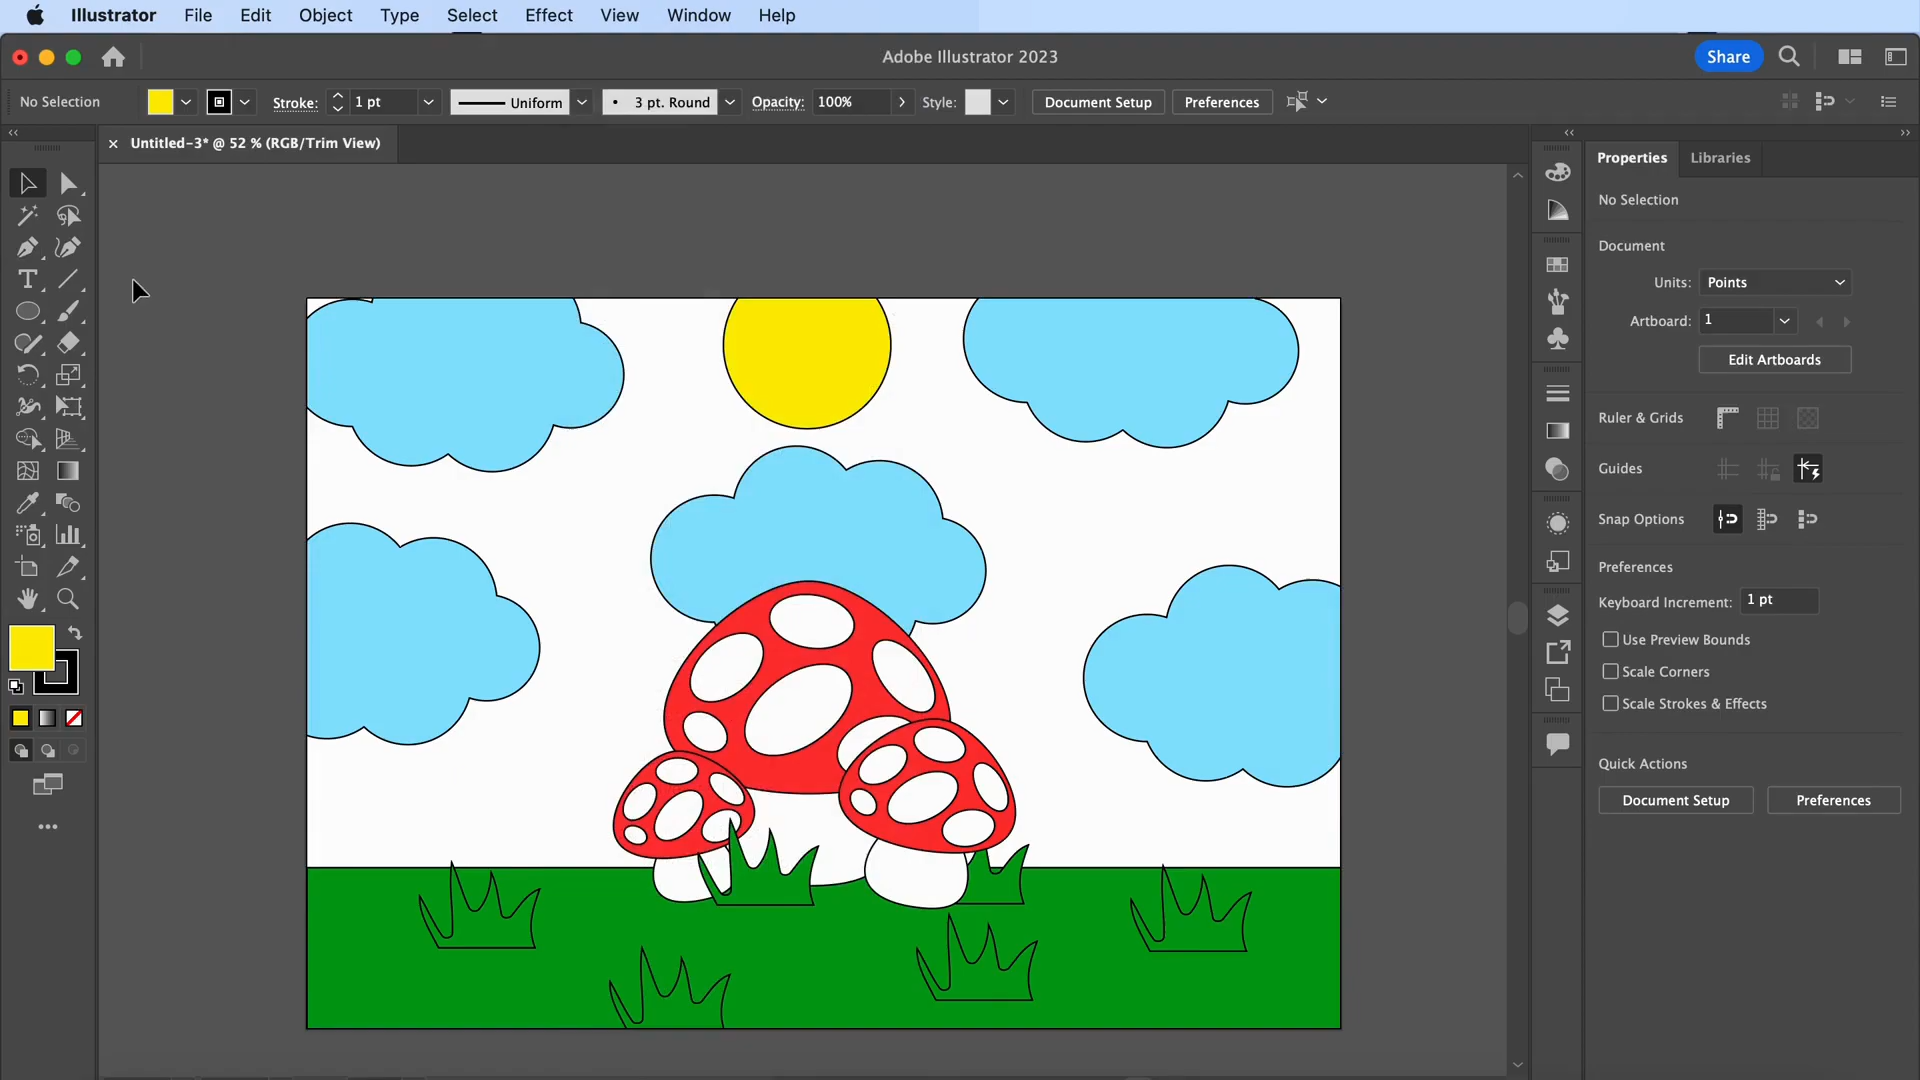 Illustrator File Edit Object Type Select Effect View Window Help
Adobe Illustrator 2023
Share
No Selection
Stroke: 1 pt
Uniform
3 pt. Round
Opacity: 100%
Style:
Document Setup
Preferences
Untitled-3* @ 52 % (RGB/Trim View)
Properties
Libraries
No Selection
Document
Units: Points
Artboard: 1
Edit Artboards
Ruler & Grids
Guides
Snap Options
Preferences
Keyboard Increment: 1 pt
Use Preview Bounds
Scale Corners
Scale Strokes & Effects
Quick Actions
Document Setup
Preferences